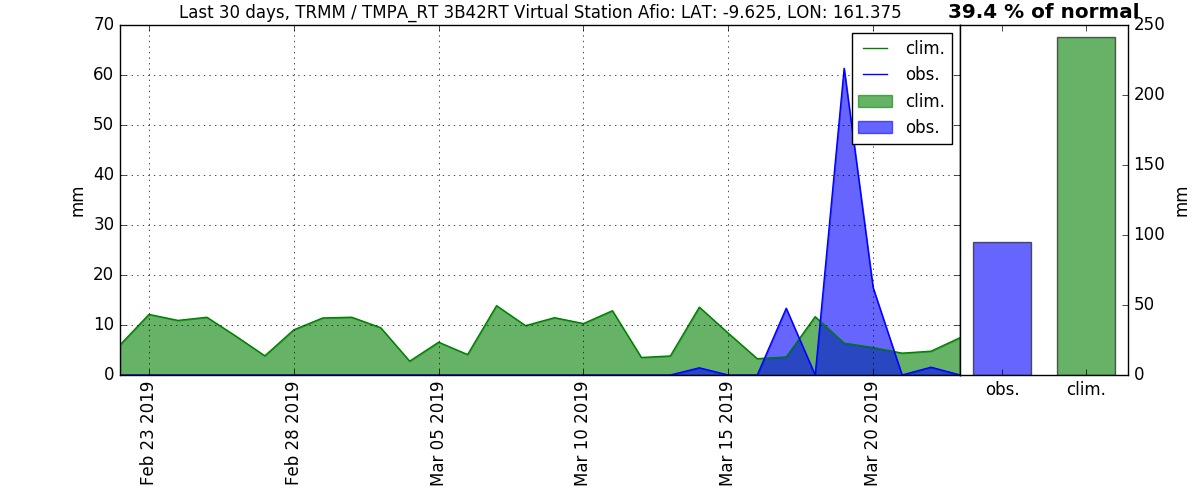 Last 30 days, TRMM / TMPA_RT 3B42RT Virtual Station Afio: LAT: -9.625, LON: 161.375
39.4 % of normal
70
60
50
40
30
20
10
0
mm
clim.
obs.
clim.
obs.
Feb 23 2019
Feb 28 2019
Mar 05 2019
Mar 10 2019
Mar 15 2019
Mar 20 2019
250
200
150
100
50
0
mm
obs.
clim.